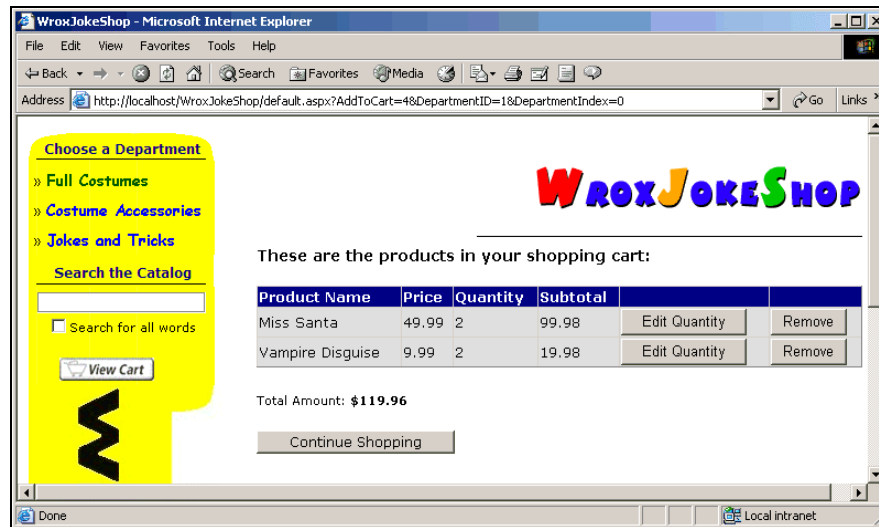 WroxJokeShop - Microsoft Internet Explorer
File Edit View Favorites Tools Help
Back Search Favorites Media
Address http://localhost/WroxJokeShop/default.aspx?AddToCart=4&DepartmentID=1&DepartmentIndex=0 Go Links »
Choose a Department
» Full Costumes
» Costume Accessories
» Jokes and Tricks
Search the Catalog
Search for all words
View Cart
W
WROXJOKESHOP
These are the products in your shopping cart:
Product Name Price Quantity Subtotal
Miss Santa 49.99 2 99.98 Edit Quantity Remove
Vampire Disguise 9.99 2 19.98 Edit Quantity Remove
Total Amount: $119.96
Continue Shopping
Done Local intranet